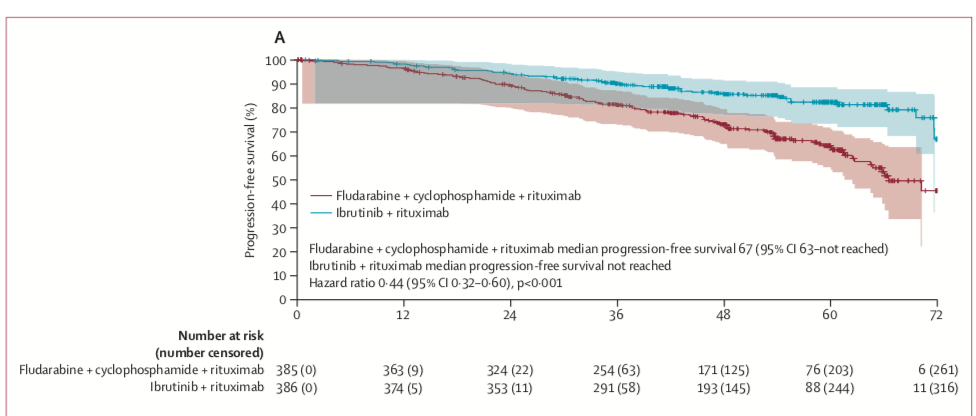 A
100
90
80
70
60
50
40
30
20
10
0
Progression-free survival (%)
Fludarabine + cyclophosphamide + rituximab
Ibrutinib + rituximab
Fludarabine + cyclophosphamide + rituximab median progression-free survival 67 (95% CI 63–not reached)
Ibrutinib + rituximab median progression-free survival not reached
Hazard ratio 0·44 (95% CI 0·32–0·60), p<0·001
0 12 24 36 48 60 72
Number at risk
(number censored)
Fludarabine + cyclophosphamide + rituximab 385 (0) 363 (9) 324 (22) 254 (63) 171 (125) 76 (203) 6 (261)
Ibrutinib + rituximab 386 (0) 374 (5) 353 (11) 291 (58) 193 (145) 88 (244) 11 (316)